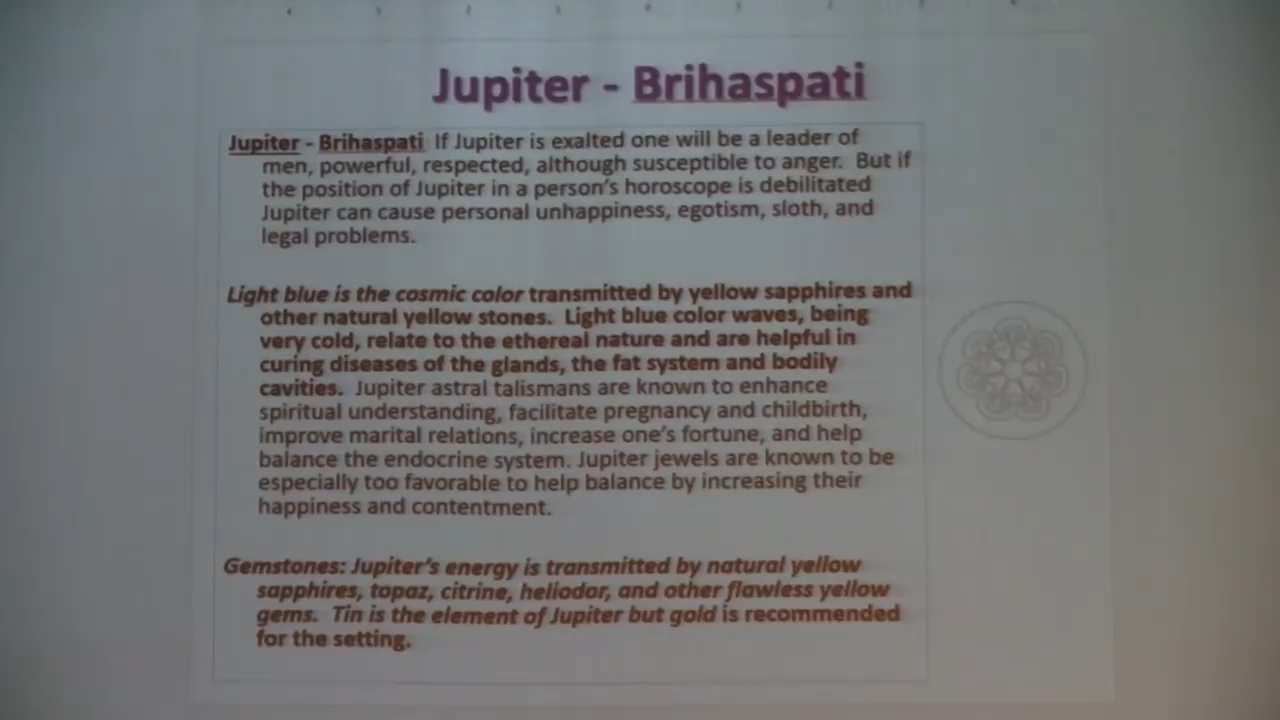 Jupiter - Brihaspati
Jupiter - Brihaspati If Jupiter is exalted one will be a leader of
men, powerful, respected, although susceptible to anger. But if
the position of Jupiter in a person's horoscope is debilitated
Jupiter can cause personal unhappiness, egotism, sloth, and
legal problems.
Light blue is the cosmic color transmitted by yellow sapphires and
other natural yellow stones. Light blue color waves, being
very cold, relate to the ethereal nature and are helpful in
curing diseases of the glands, the fat system and bodily
cavities. Jupiter astral talismans are known to enhance
spiritual understanding, facilitate pregnancy and childbirth,
improve marital relations, increase one's fortune, and help
balance the endocrine system. Jupiter jewels are known to be
especially too favorable to help balance by increasing their
happiness and contentment.
Gemstones: Jupiter's energy is transmitted by natural yellow
sapphires, topaz, citrine, heliodor, and other flawless yellow
gems. Tin is the element of Jupiter but gold is recommended
for the setting.